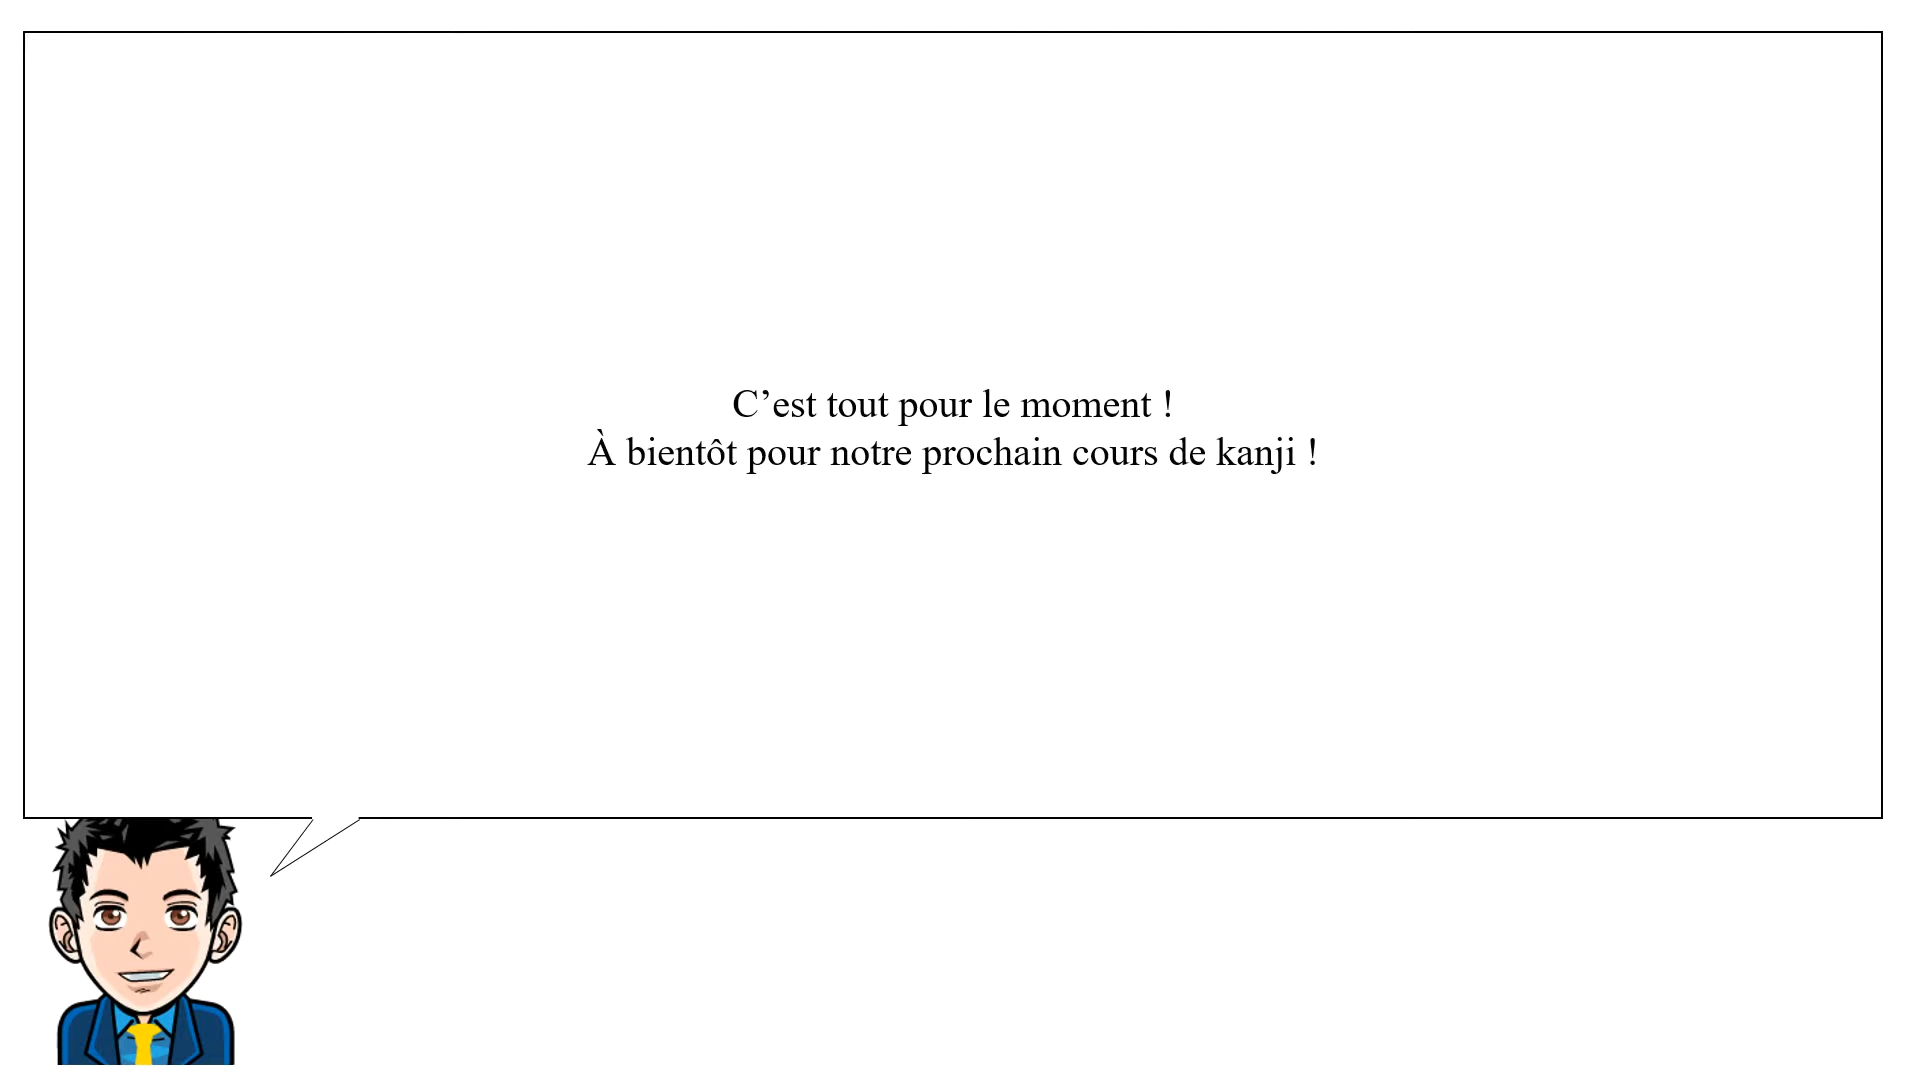 C’est tout pour le moment !
À bientôt pour notre prochain cours de kanji !